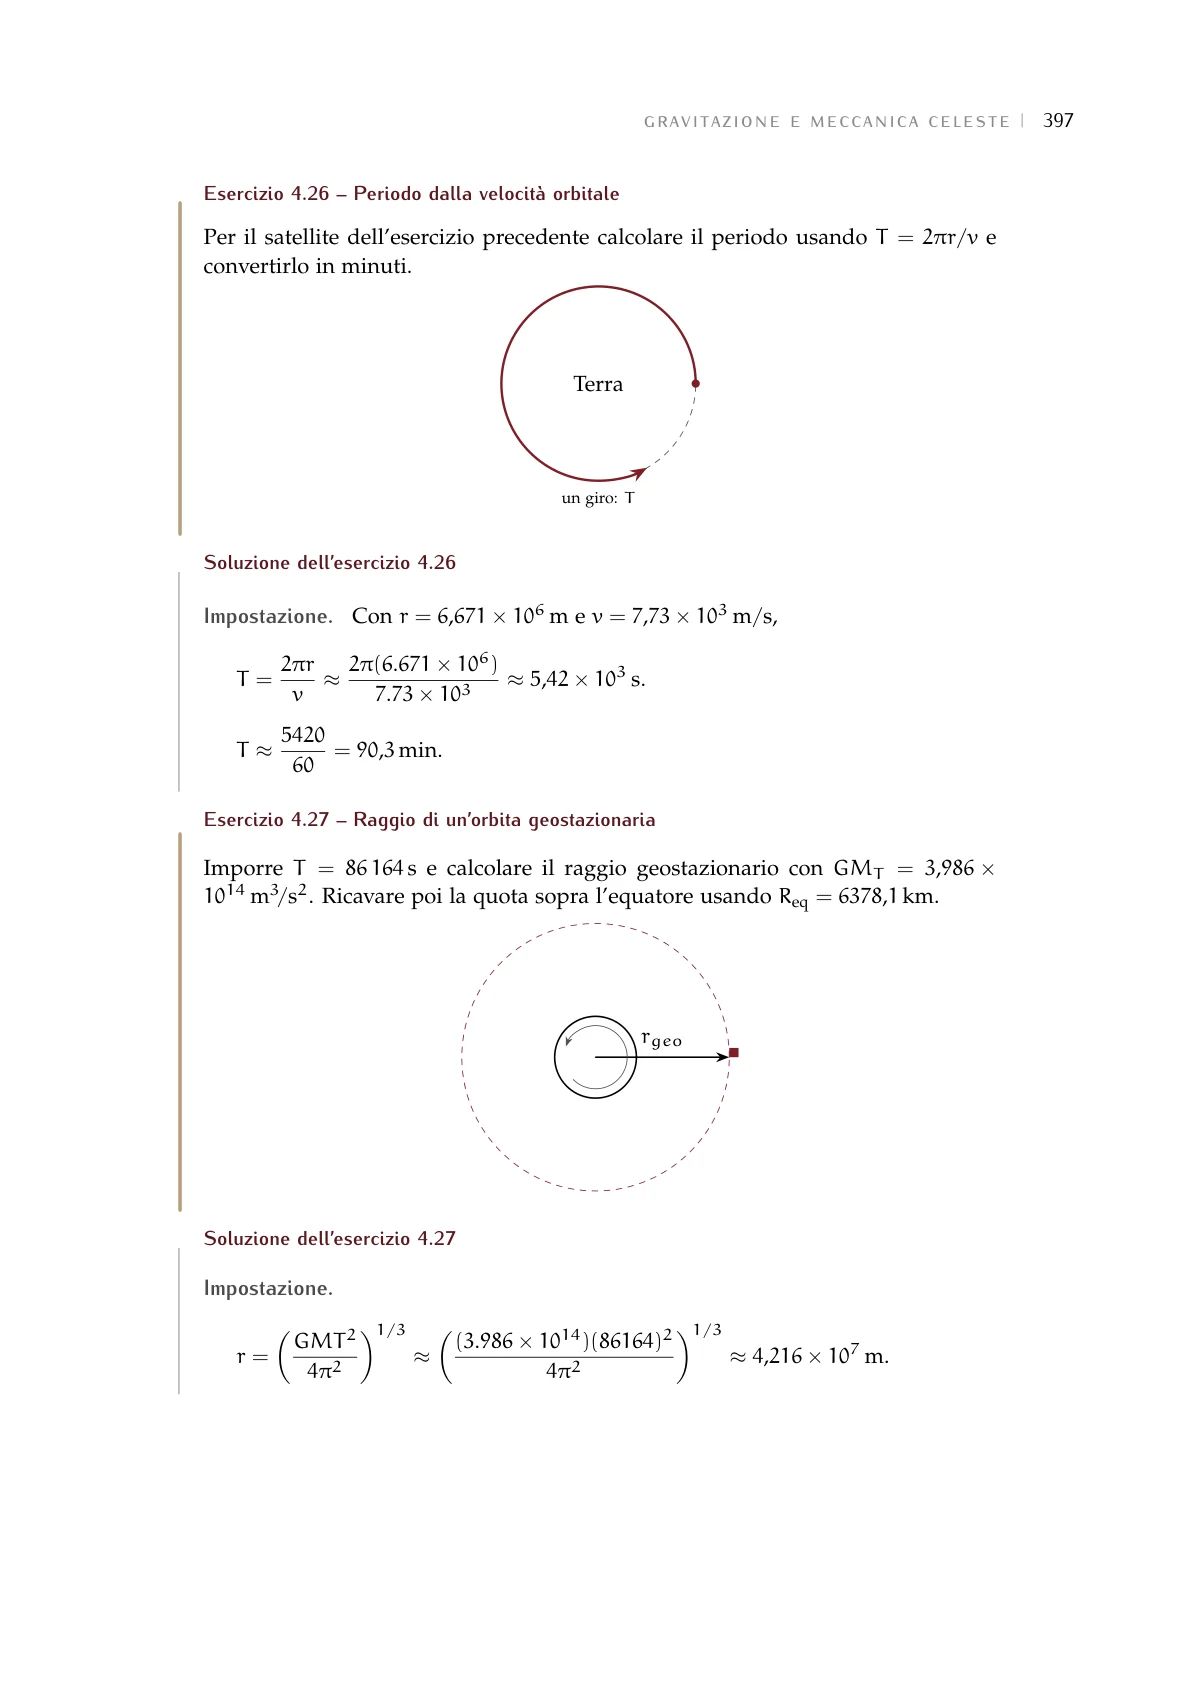 GRAVITAZIONE E MECCANICA CELESTE | 397
Esercizio 4.26 – Periodo dalla velocità orbitale
Per il satellite dell’esercizio precedente calcolare il periodo usando T = 2πr/v e
convertirlo in minuti.
Terra
un giro: T
Soluzione dell’esercizio 4.26
Impostazione. Con r = 6,671 × 10⁶ m e v = 7,73 × 10³ m/s,
T = 2πr/v ≈ 2π(6.671 × 10⁶)/7.73 × 10³ ≈ 5,42 × 10³ s.
T ≈ 5420/60 = 90,3 min.
Esercizio 4.27 – Raggio di un’orbita geostazionaria
Imporre T = 86 164 s e calcolare il raggio geostazionario con GM_T = 3,986 ×
10¹⁴ m³/s². Ricavare poi la quota sopra l’equatore usando R_eq = 6378,1 km.
r_geo
Soluzione dell’esercizio 4.27
Impostazione.
r = (GMT²/4π²)^1/3 ≈ ((3.986 × 10¹⁴)(86164)²/4π²)^1/3 ≈ 4,216 × 10⁷ m.